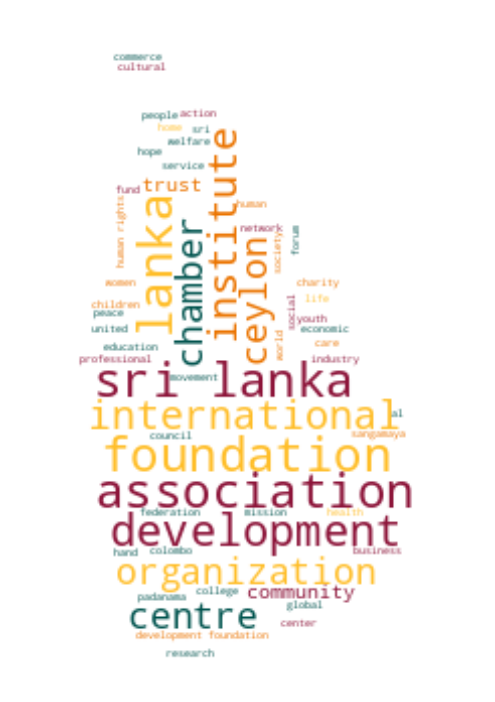 commerce
cultural
people action
home sri
welfare
hope
service
fund trust
institute
lanka
human
human rights
chamber
network
ceylon
society
forum
women
charity
children
social
life
peace
youth
united
economic
world
education
care
professional
industry
sri lanka
movement
international
al
council
sangamaya
foundation
association
federation mission health
development
hand colombo business
organization
padanama college community
global
centre
center
development foundation
research